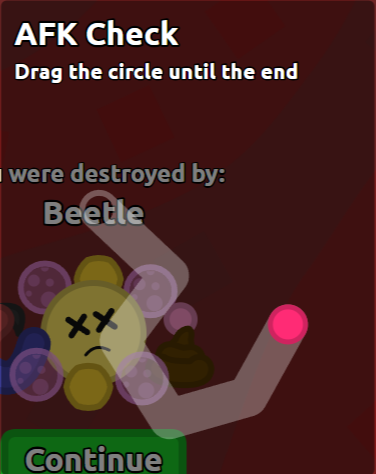 AFK Check
Drag the circle until the end
were destroyed by:
Beetle
Continue